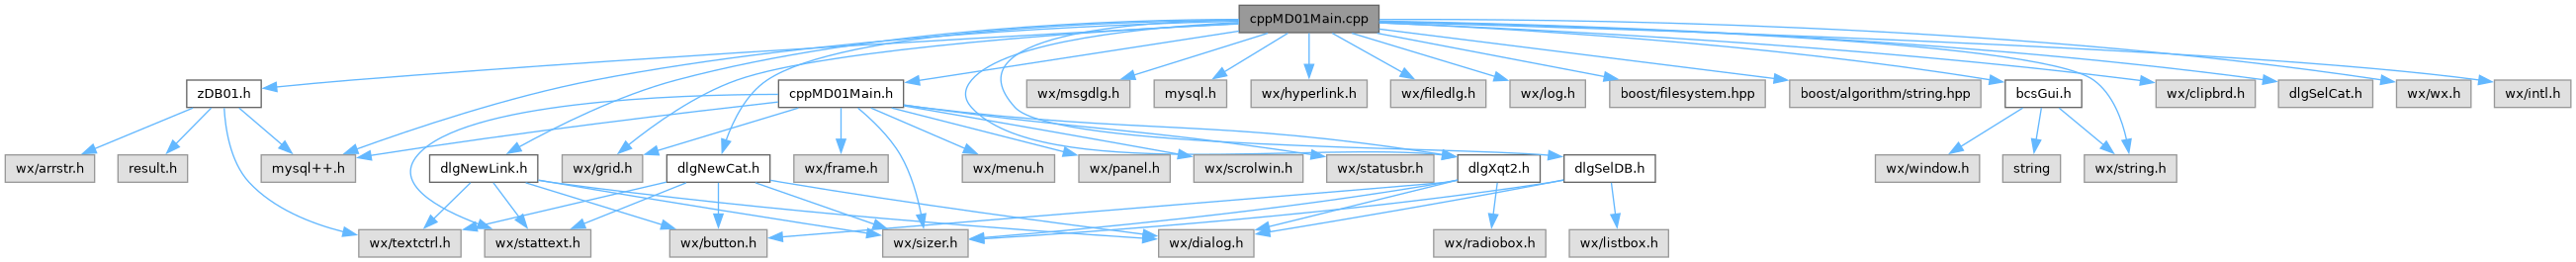 cppMD01Main.cpp
zDB01.h
cppMD01Main.h
wx/msgdlg.h
mysql.h
wx/hyperlink.h
wx/filedlg.h
wx/log.h
boost/filesystem.hpp
boost/algorithm/string.hpp
bcsGui.h
wx/clipbrd.h
dlgSelCat.h
wx/wx.h
wx/intl.h
wx/arrstr.h
result.h
mysql++.h
dlgNewLink.h
wx/grid.h
dlgNewCat.h
wx/frame.h
wx/menu.h
wx/panel.h
wx/scrolwin.h
wx/statusbr.h
dlgXqt2.h
dlgSelDB.h
wx/window.h
string
wx/string.h
wx/textctrl.h
wx/stattext.h
wx/button.h
wx/sizer.h
wx/dialog.h
wx/radiobox.h
wx/listbox.h